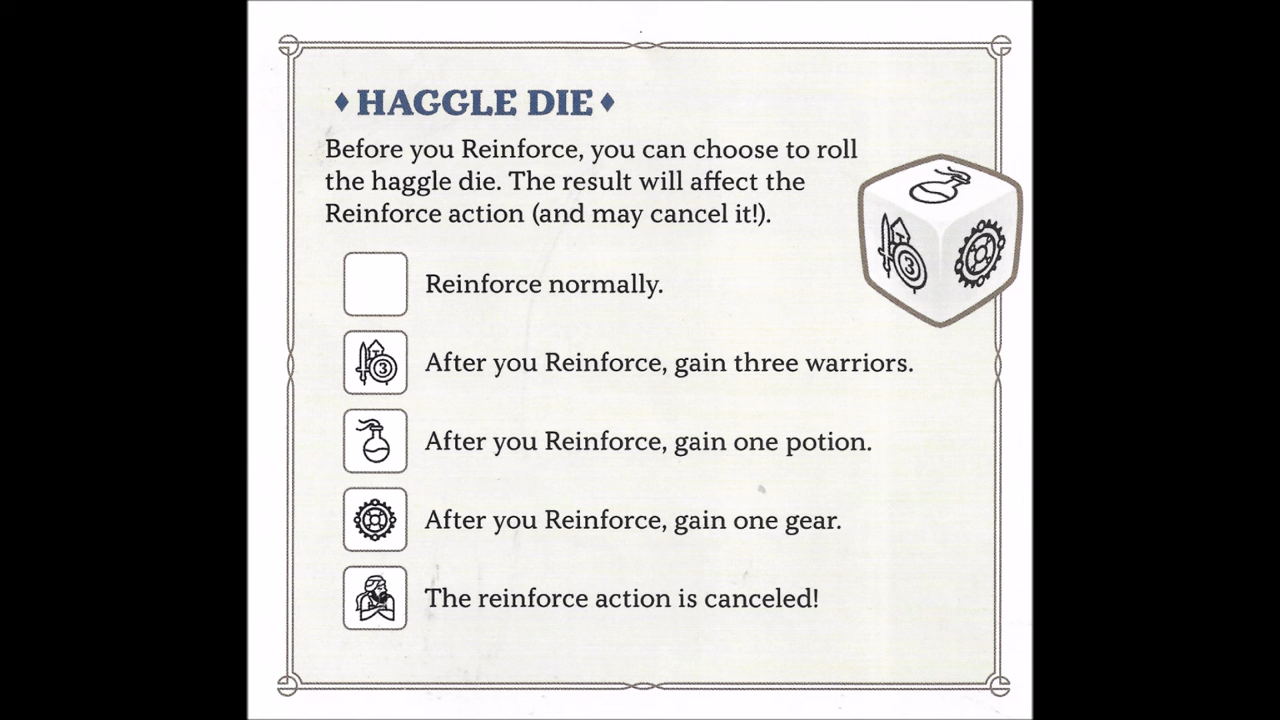 HAGGLE DIE
Before you Reinforce, you can choose to roll
the haggle die. The result will affect the
Reinforce action (and may cancel it!).
3
Reinforce normally.
3
After you Reinforce, gain three warriors.
After you Reinforce, gain one potion.
After you Reinforce, gain one gear.
The reinforce action is canceled!